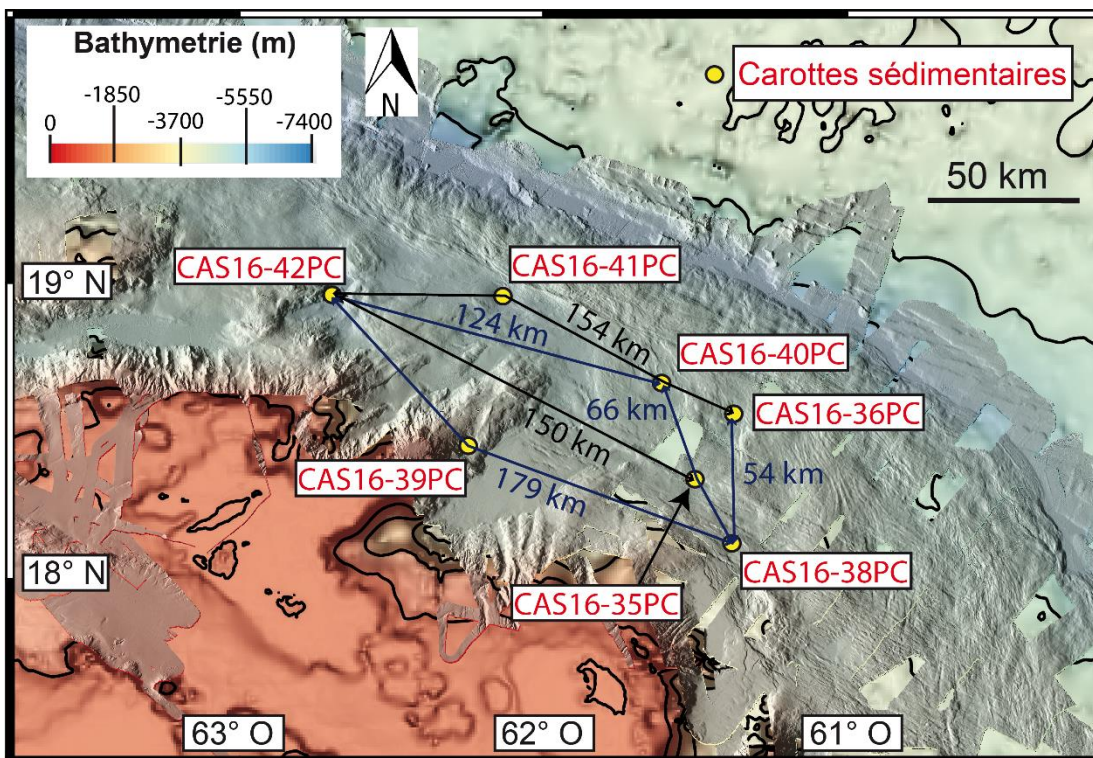 Bathymetrie (m)
-1850
-5550
0
-3700
-7400
N
Carottes sédimentaires
50 km
19° N
CAS16-42PC
CAS16-41PC
124 km
154 km
CAS16-40PC
66 km
CAS16-36PC
150 km
CAS16-39PC
179 km
54 km
18° N
CAS16-38PC
CAS16-35PC
63° O
62° O
61° O